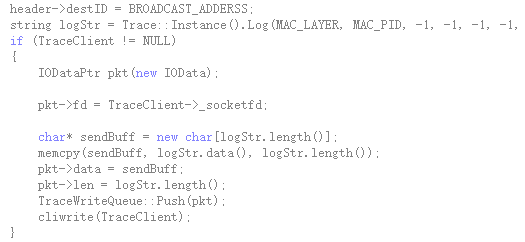 header->destID = BROADCAST_ADDERSS;
string logStr = Trace::Instance().Log(MAC_LAYER, MAC_PID, -1, -1, -1, -1,
if (TraceClient != NULL)
{
IODataPtr pkt(new IOData);
pkt->fd = TraceClient->_socketfd;
char* sendBuff = new char[logStr.length()];
memcpy(sendBuff, logStr.data(), logStr.length());
pkt->data = sendBuff;
pkt->len = logStr.length();
TraceWriteQueue::Push(pkt);
cliwrite(TraceClient);
}